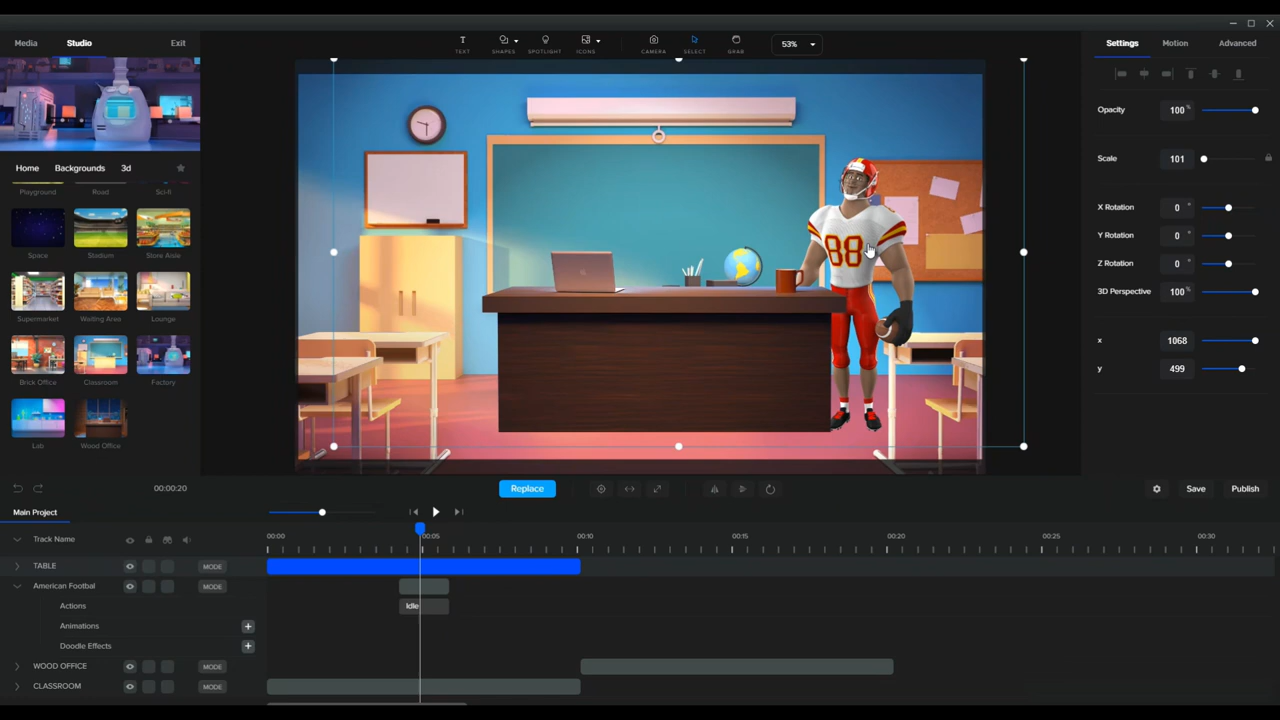 Media Studio Exit
TEXT SHAPES SPOTLIGHT ICONS CAMERA SELECT GRAB 53%
Settings Motion Advanced
Opacity 100 %
Scale 101
X Rotation 0 °
Y Rotation 0 °
Z Rotation 0 °
3D Perspective 100 %
x 1068
y 499
Home Backgrounds 3d
Playground Road Sci-fi
Space Stadium Store Aisle
Supermarket Waiting Area Lounge
Brick Office Classroom Factory
Lab Wood Office
88
00:00:20 Replace Save Publish
Main Project
Track Name 00:00 00:05 00:10 00:15 00:20 00:25 00:30
TABLE MODE
American Footbal MODE
Actions Idle
Animations
Doodle Effects
WOOD OFFICE MODE
CLASSROOM MODE